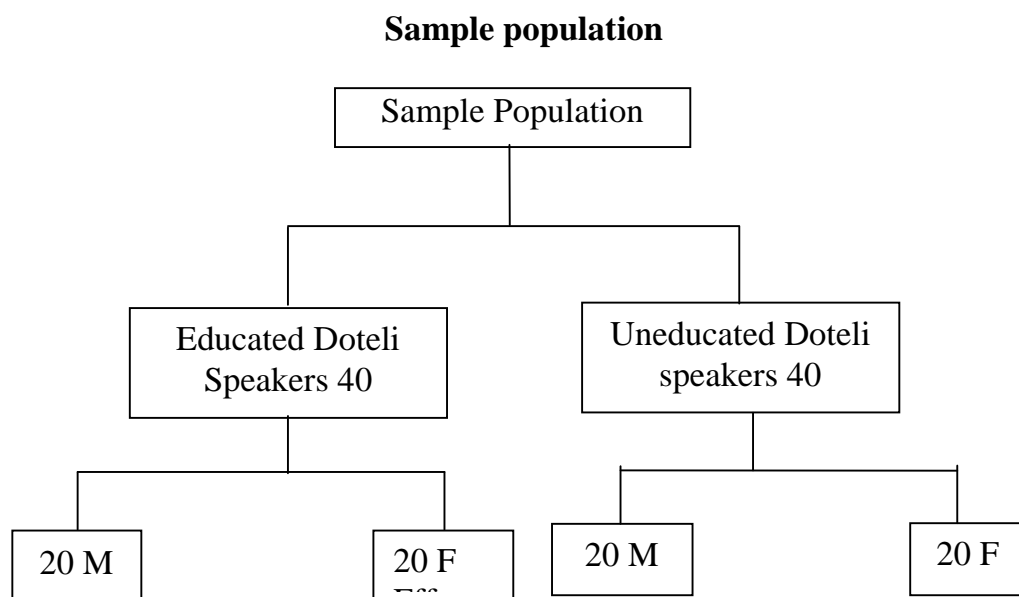 Sample population
Sample Population
Educated Doteli
Speakers 40
Uneducated Doteli
speakers 40
20 M
20 F
20 M
20 F